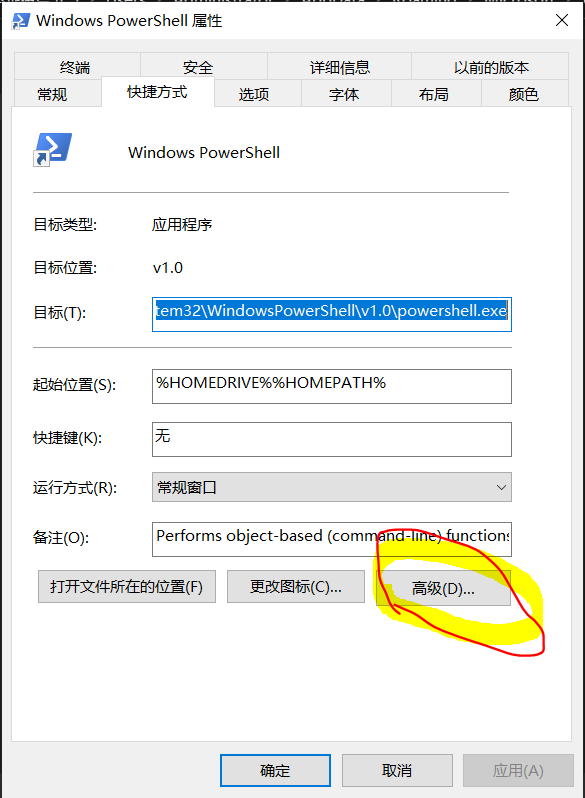 Windows PowerShell 属性
终端 安全 详细信息 以前的版本
常规 快捷方式 选项 字体 布局 颜色
Windows PowerShell
目标类型: 应用程序
目标位置: v1.0
目标(T): tem32\WindowsPowerShell\v1.0\powershell.exe
起始位置(S): %HOMEDRIVE%%HOMEPATH%
快捷键(K): 无
运行方式(R): 常规窗口
备注(O): Performs object-based (command-line) functions
打开文件所在的位置(F) 更改图标(C)... 高级(D)...
确定 取消 应用(A)